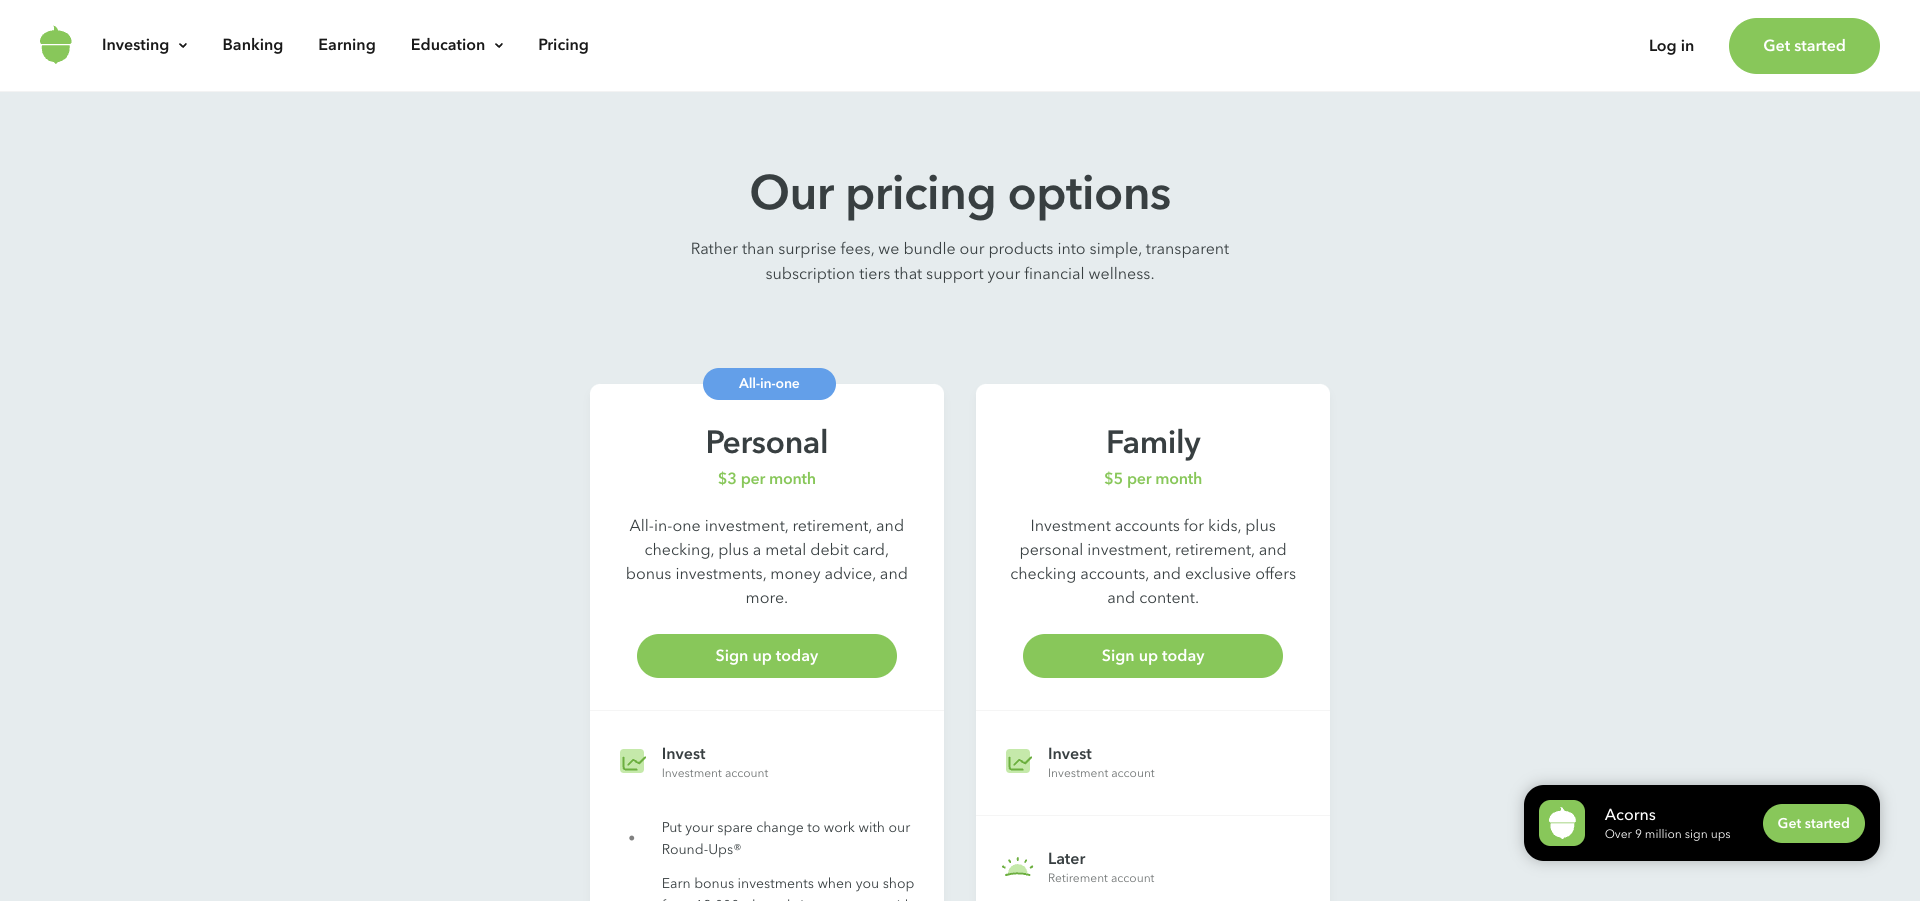 Investing
Banking
Earning
Education
Pricing
Log in
Get started
Our pricing options
Rather than surprise fees, we bundle our products into simple, transparent
subscription tiers that support your financial wellness.
All-in-one
Personal
$3 per month
All-in-one investment, retirement, and
checking, plus a metal debit card,
bonus investments, money advice, and
more.
Sign up today
Invest
Investment account
Put your spare change to work with our
Round-Ups®
Earn bonus investments when you shop
Family
$5 per month
Investment accounts for kids, plus
personal investment, retirement, and
checking accounts, and exclusive offers
and content.
Sign up today
Invest
Investment account
Later
Retirement account
Acorns
Over 9 million sign ups
Get started